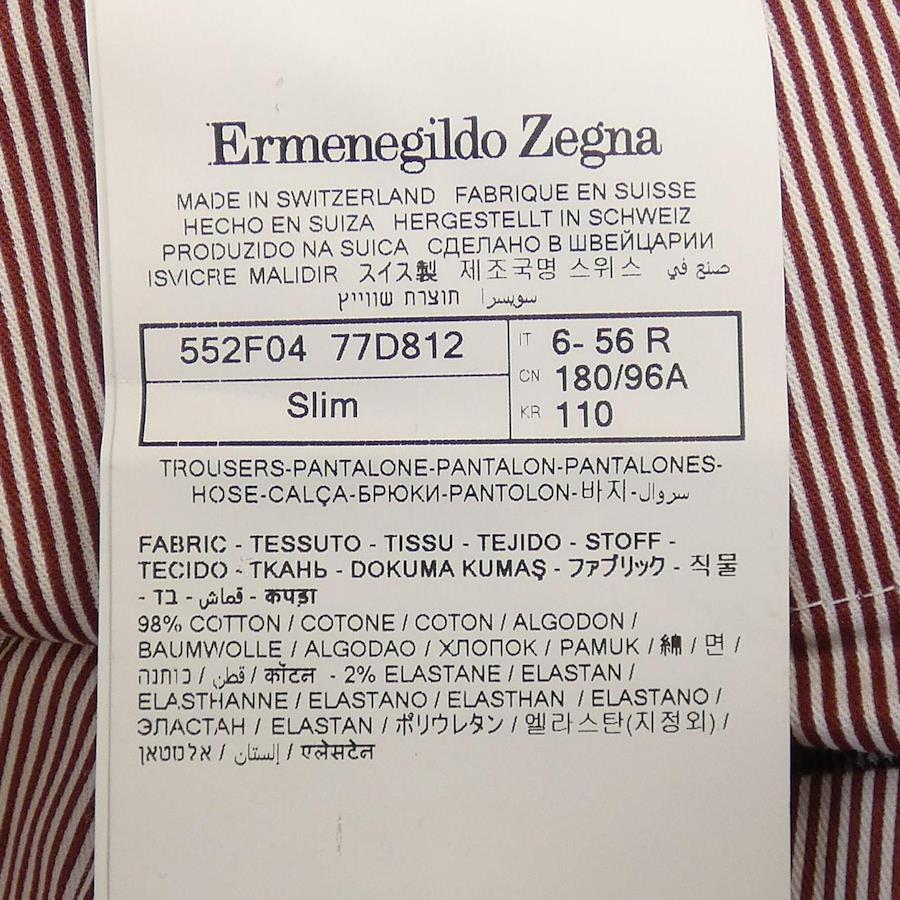 Ermenegildo Zegna
MADE IN SWITZERLAND FABRIQUE EN SUISSE
HECHO EN SUIZA HERGESTELLT IN SCHWEIZ
PRODUZIDO NA SUICA СДЕЛАНО В ШВЕЙЦАРИИ
ISVICRE MALIDIR スイス製 제조국명 스위스 صنع في
סוויסרא תוצרת שווייץ سويسرا
552F04 77D812
Slim
IT 6- 56 R
CN 180/96A
KR 110
TROUSERS-PANTALONE-PANTALON-PANTALONES-
HOSE-CALÇA-БРЮКИ-PANTOLON-바지-سروال
FABRIC - TESSUTO - TISSU - TEJIDO - STOFF -
TECIDO - ТКАНЬ - DOKUMA KUMAŞ - ファブリック - 직물
- בד - قماش - कपड़ा
98% COTTON / COTONE / COTON / ALGODON /
BAUMWOLLE / ALGODAO / ХЛОПОК / PAMUK / 綿 / 면 /
כותנה / قطن / कॉटन - 2% ELASTANE / ELASTAN /
ELASTHANNE / ELASTANO / ELASTHAN / ELASTANO /
ЭЛАСТАН / ELASTAN / ポリウレタン / 엘라스탄(지정외) /
אלסטאן / إلستان / एलेस्टेन